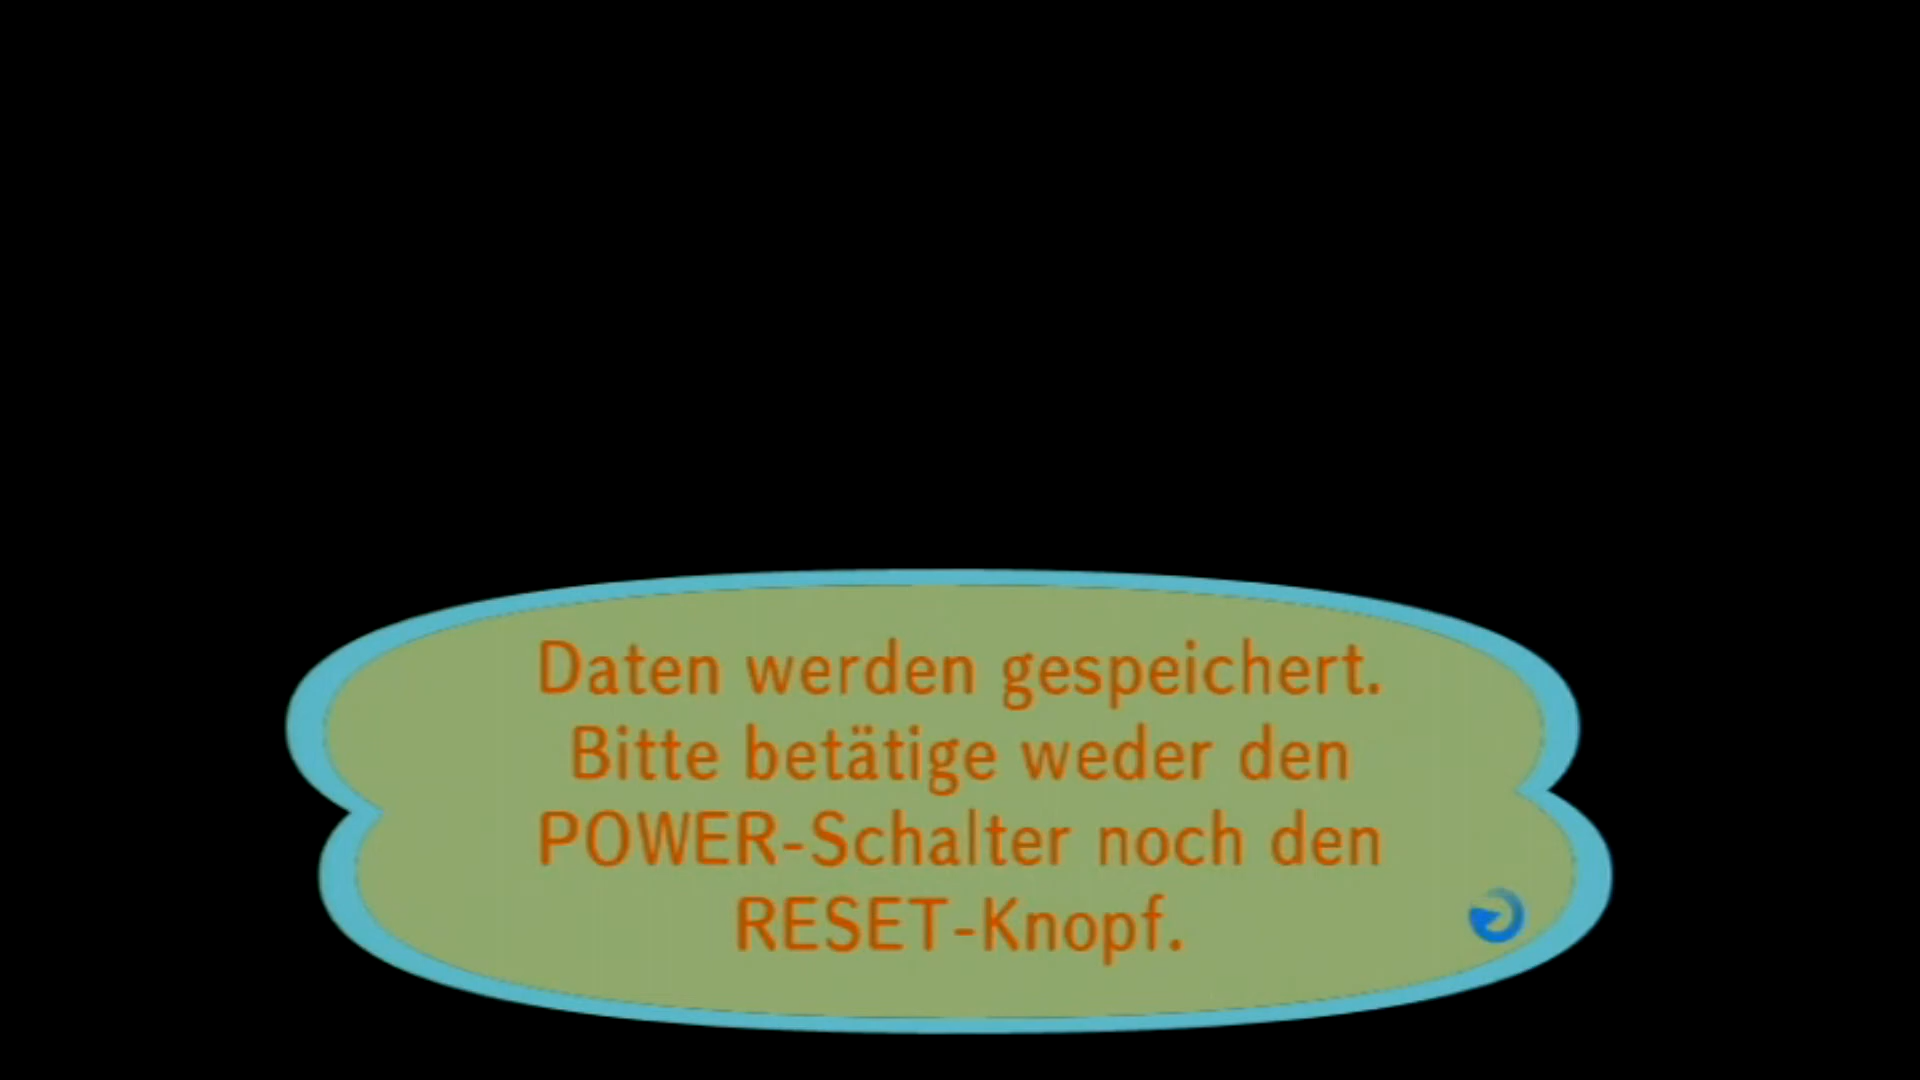 Daten werden gespeichert.
Bitte betätige weder den
POWER-Schalter noch den
RESET-Knopf.